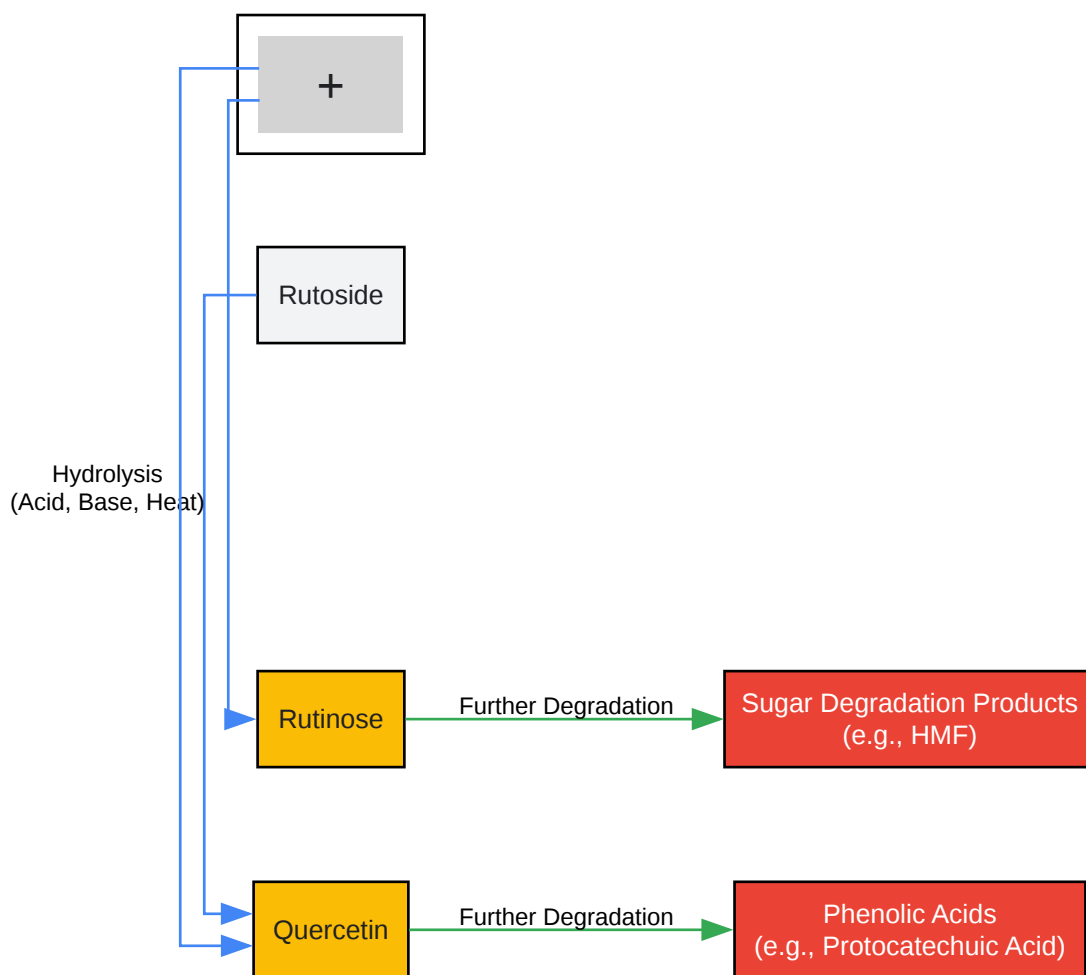 +
Rutoside
Hydrolysis
(Acid, Base, Heat)
Rutinose
Further Degradation
Sugar Degradation Products
(e.g., HMF)
Quercetin
Further Degradation
Phenolic Acids
(e.g., Protocatechuic Acid)